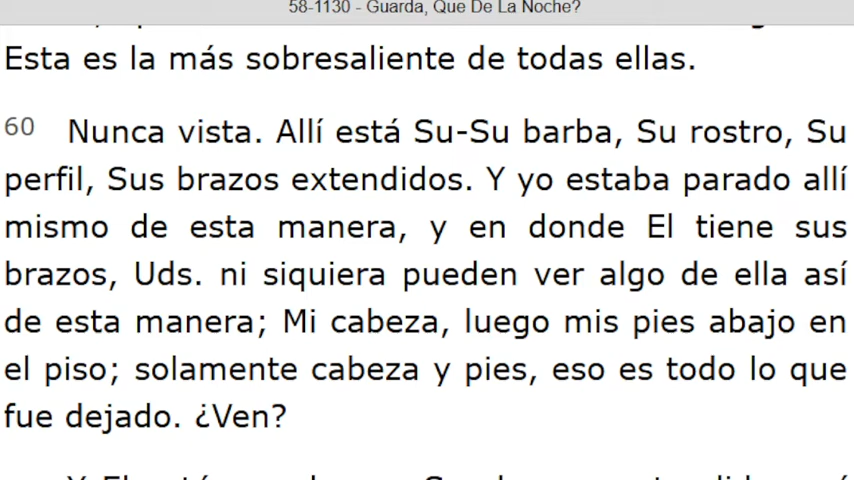 58-1130 - Guarda, Que De La Noche?
Esta es la más sobresaliente de todas ellas.
60 Nunca vista. Allí está Su-Su barba, Su rostro, Su
perfil, Sus brazos extendidos. Y yo estaba parado allí
mismo de esta manera, y en donde El tiene sus
brazos, Uds. ni siquiera pueden ver algo de ella así
de esta manera; Mi cabeza, luego mis pies abajo en
el piso; solamente cabeza y pies, eso es todo lo que
fue dejado. ¿Ven?